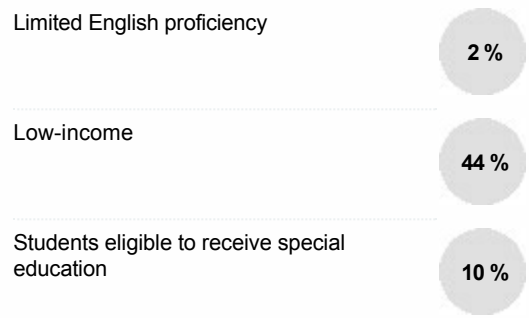 Limited English proficiency
2 %
Low-income
44 %
Students eligible to receive special
education
10 %